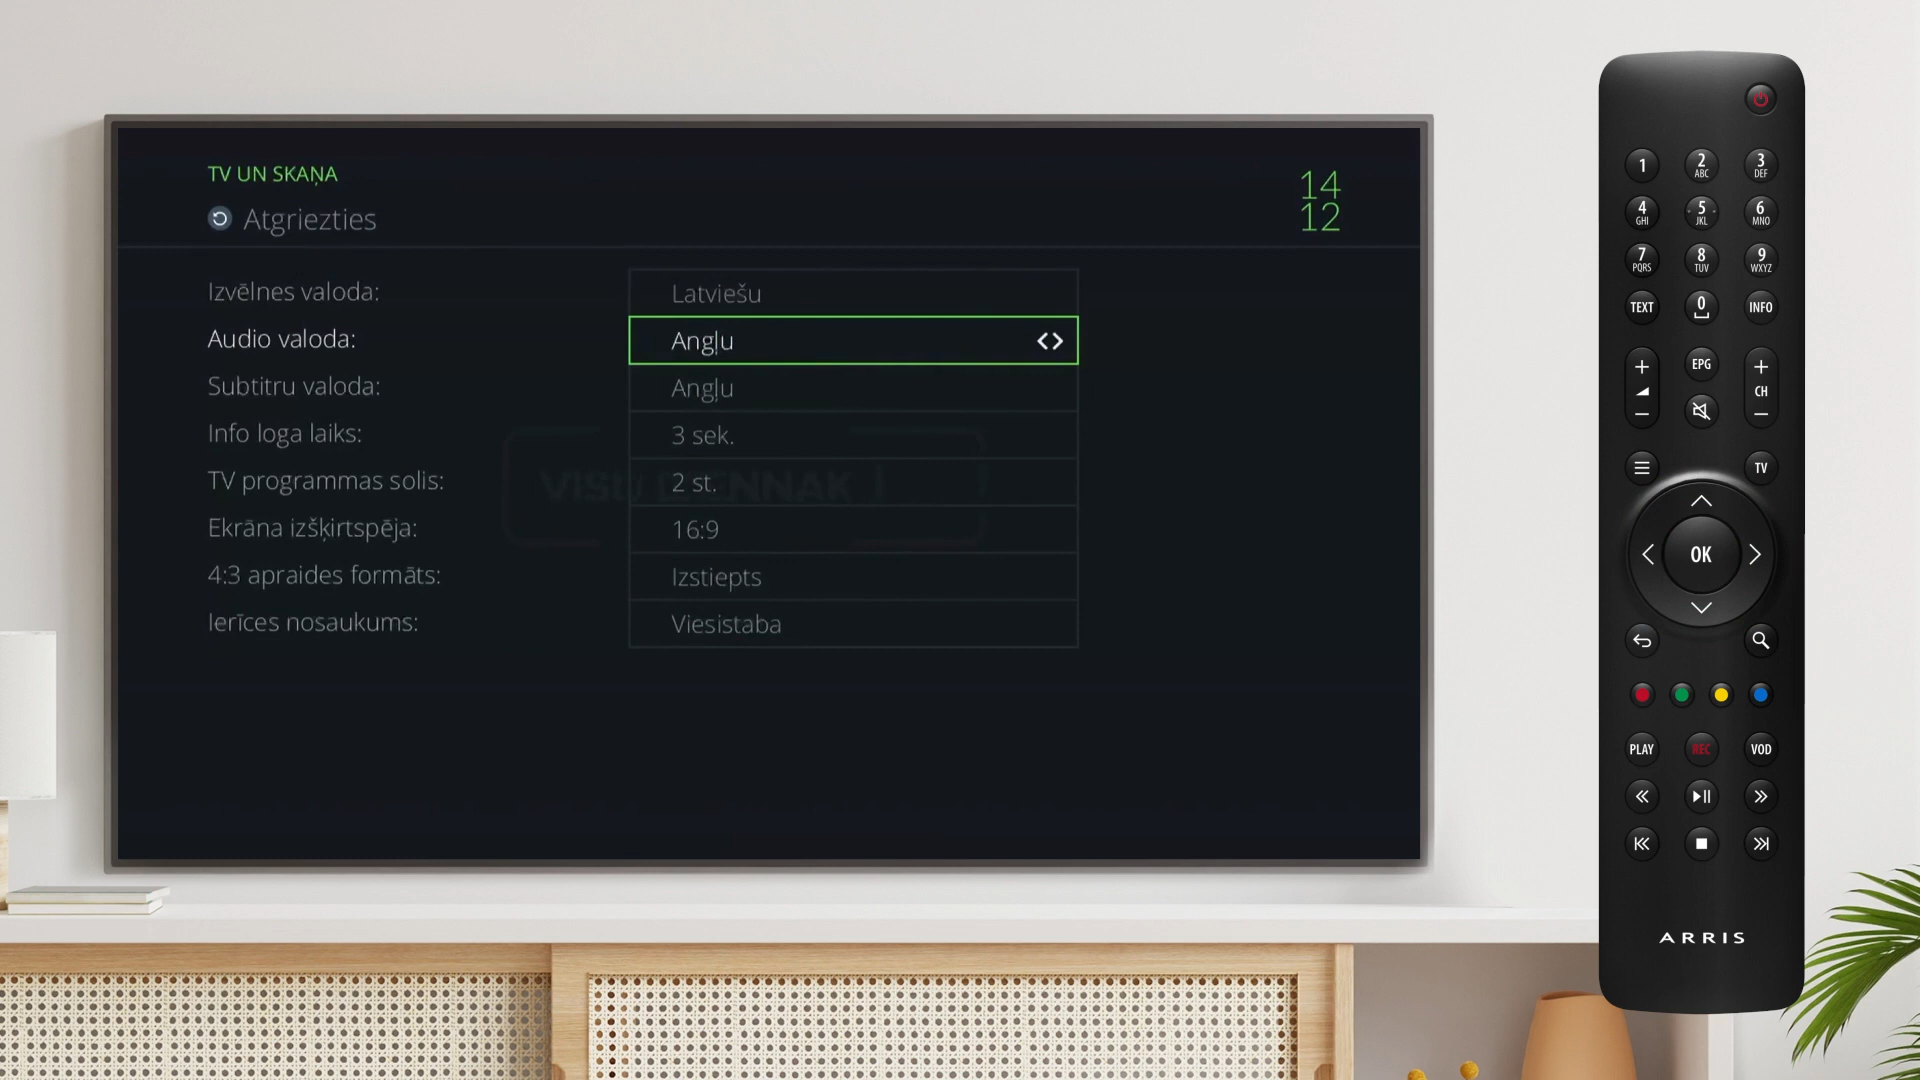 TV UN SKAŅA
Atgriezties
14
12
Izvēlnes valoda: Latviešu
Audio valoda: Angļu
Subtitru valoda: Angļu
Info loga laiks: 3 sek.
TV programmas solis: 2 st.
Ekrāna izšķirtspēja: 16:9
4:3 apraides formāts: Izstiepts
Ierīces nosaukums: Viesistaba
1 2 ABC 3 DEF
4 GHI 5 JKL 6 MNO
7 PQRS 8 TUV 9 WXYZ
TEXT 0 INFO
+ EPG +
CH
− −
TV
OK
PLAY REC VOD
ARRIS